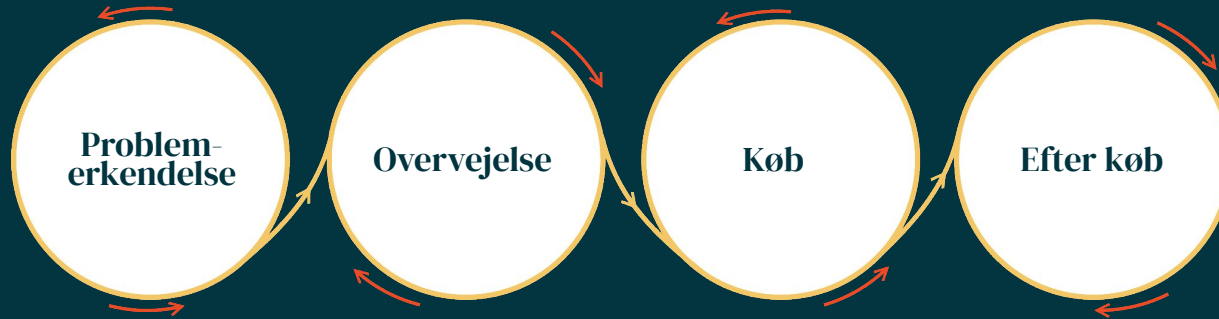 Problem-
erkendelse
Overvejelse
Køb
Efter køb